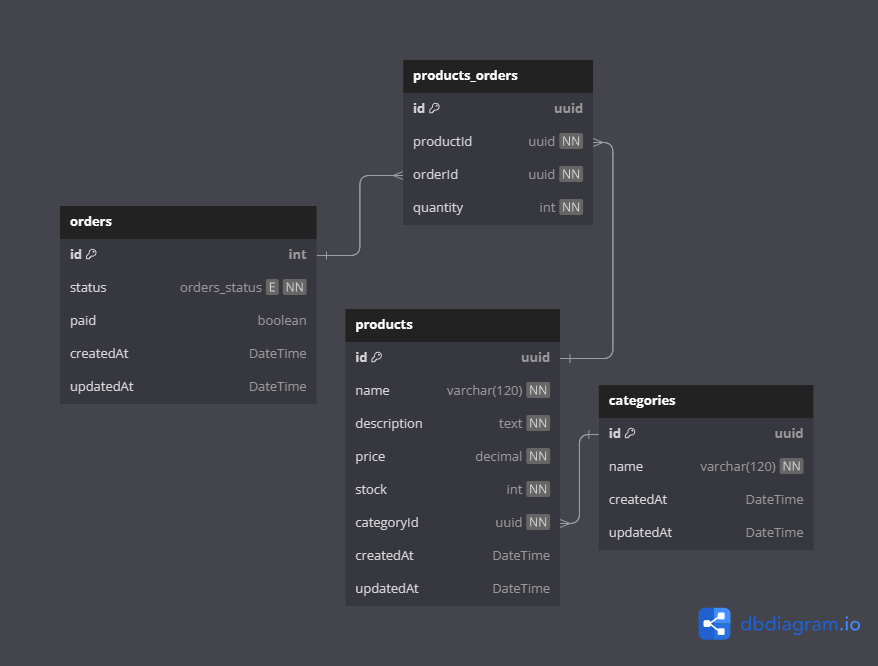 products_orders
id uuid
productId uuid NN
orderId uuid NN
quantity int NN
orders
id int
status orders_status E NN
paid boolean
createdAt DateTime
updatedAt DateTime
products
id uuid
name varchar(120) NN
description text NN
price decimal NN
stock int NN
categoryId uuid NN
createdAt DateTime
updatedAt DateTime
categories
id uuid
name varchar(120) NN
createdAt DateTime
updatedAt DateTime
dbdiagram.io